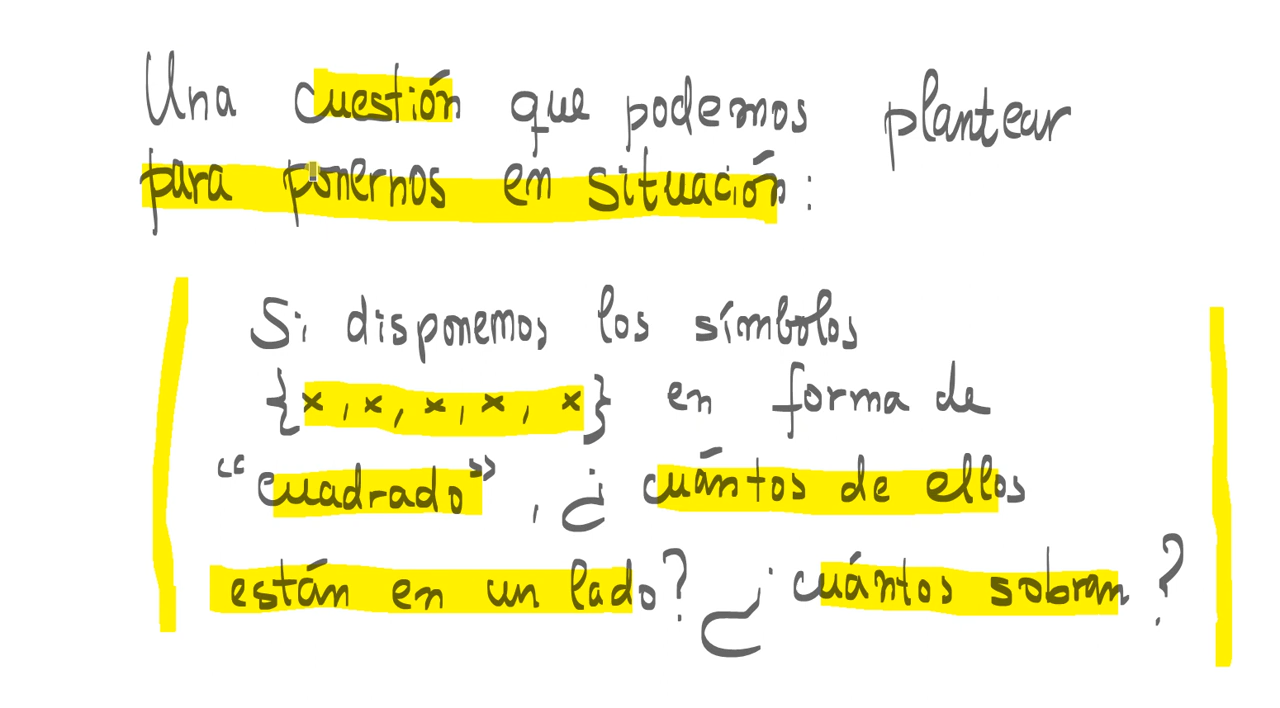 Una cuestión que podemos plantear
para ponernos en situación:
Si disponemos los símbolos
{x, x, x, x, x} en forma de
"cuadrado", ¿cuántos de ellos
están en un lado? ¿cuántos sobran?